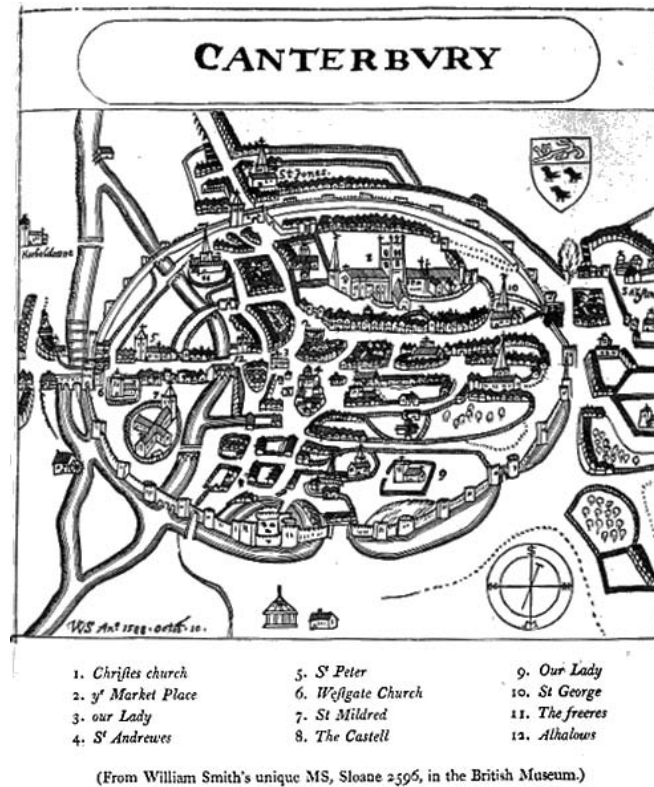 CANTERBVRY
St Jones.
WS Anº 1588. Octob. 10.
1. Chriſtes church
2. yᵉ Market Place
3. our Lady
4. Sᵗ Andrewes
5. Sᵗ Peter
6. Weſtgate Church
7. St Mildred
8. The Castell
9. Our Lady
10. St George
11. The freeres
12. Alhalows
(From William Smith's unique MS, Sloane 2596, in the British Museum.)